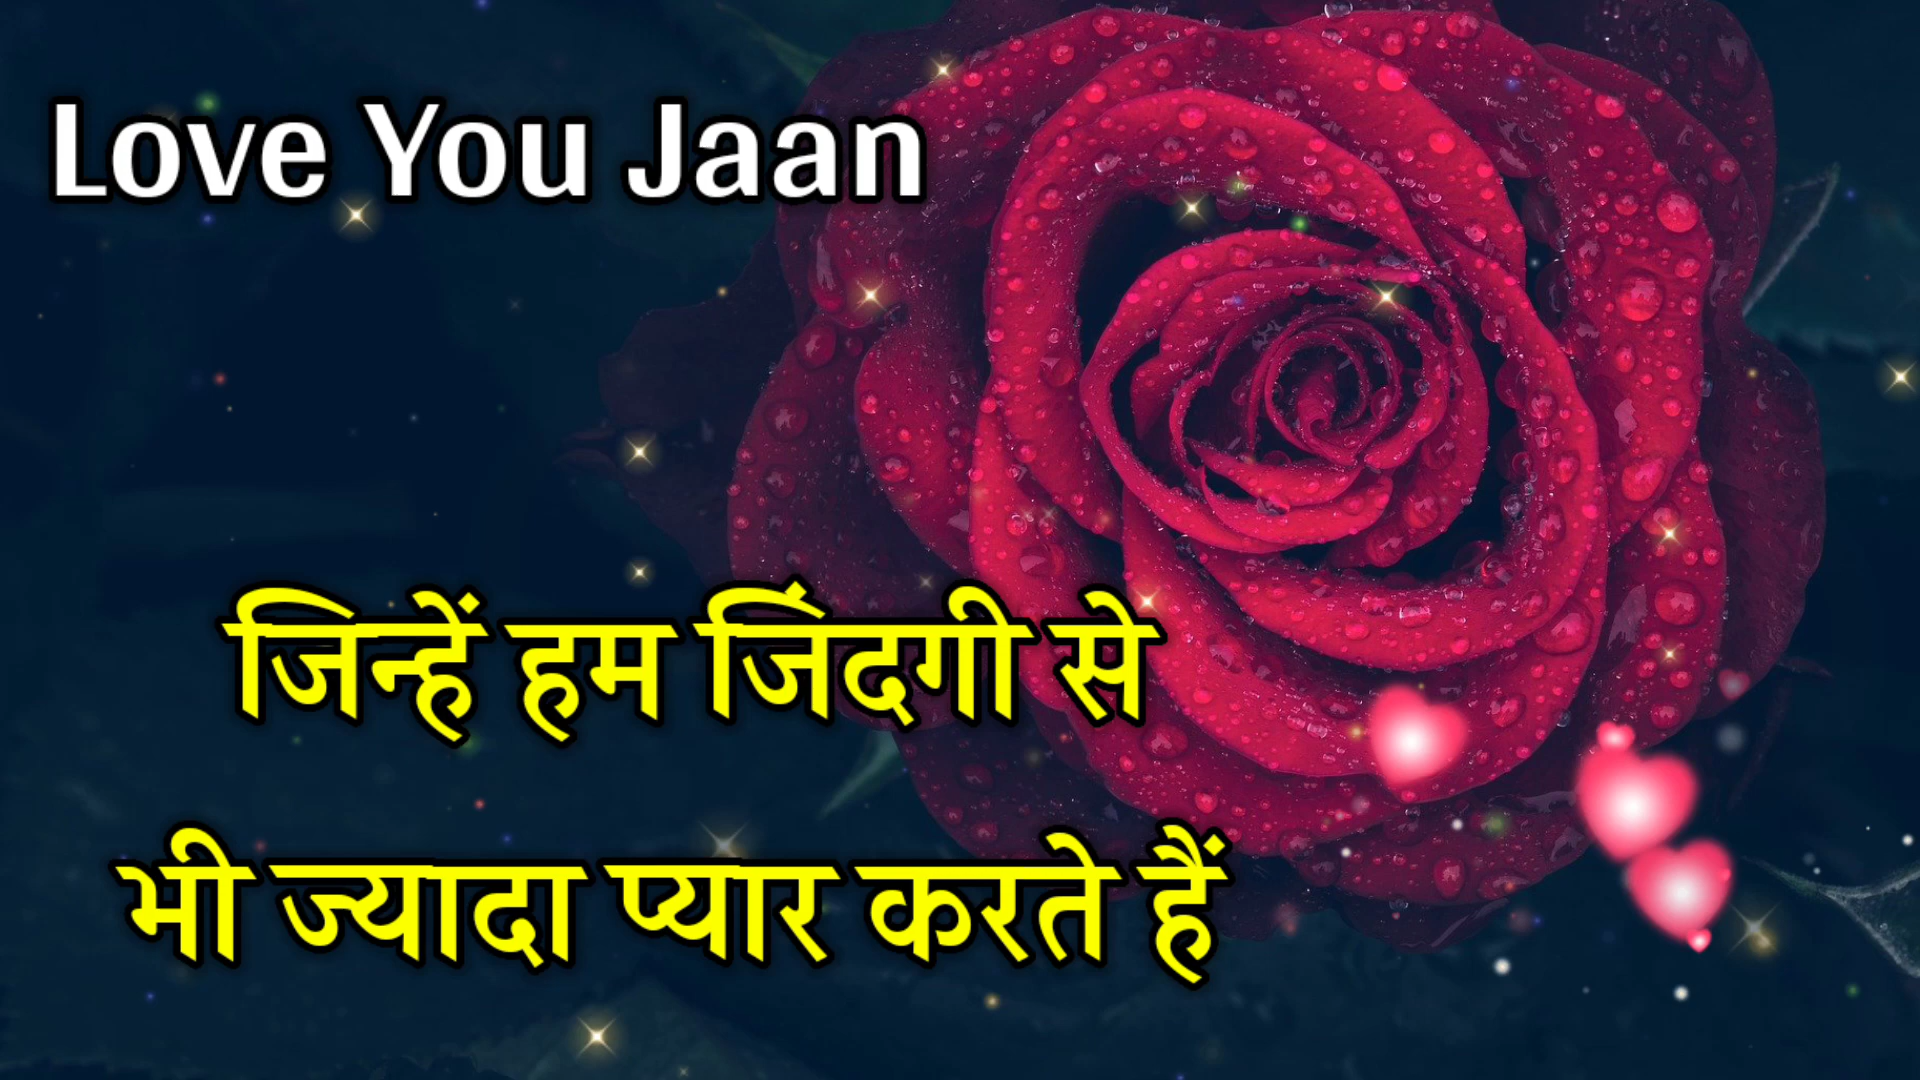 Love You Jaan
जिन्हें हम जिंदगी से
भी ज्यादा प्यार करते हैं